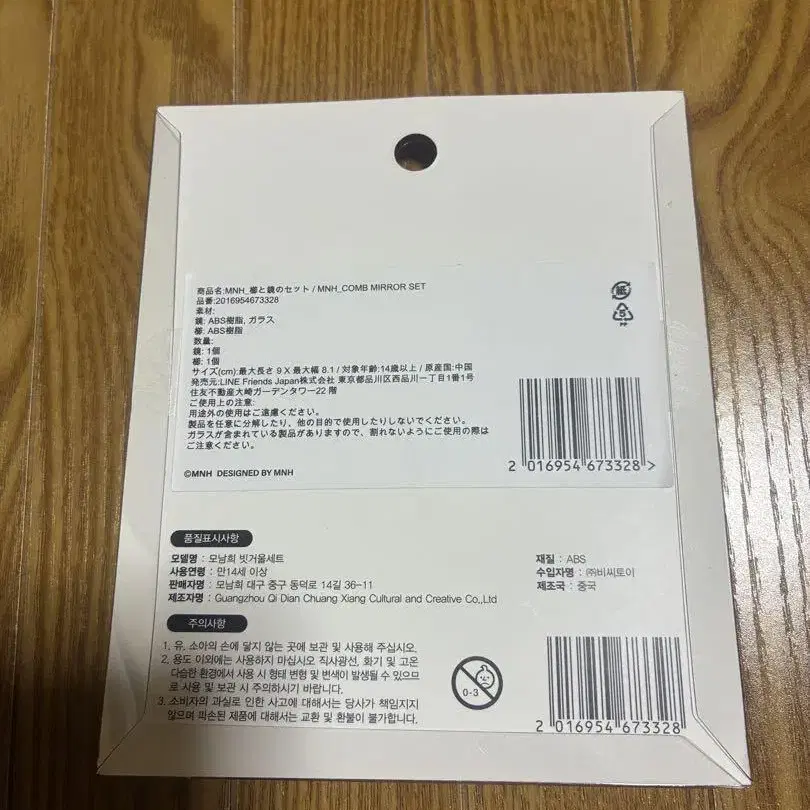 商品名:MNH_櫛と鏡のセット / MNH_COMB MIRROR SET
品番:2016954673328
素材:
鏡: ABS樹脂, ガラス
櫛: ABS樹脂
数量:
鏡: 1個
櫛: 1個
サイズ(cm):最大長さ 9 X 最大幅 8.1 / 対象年齢:14歳以上 / 原産国:中国
発売元:LINE Friends Japan株式会社 東京都品川区西品川一丁目1番1号
住友不動産大崎ガーデンタワー22 階
ご使用上の注意:
用途外の使用はご遠慮ください。
製品を任意に分解したり、他の目的で使用したりしないでください。
ガラスが含まれている製品がありますので、割れないようにご使用の際は
ご注意ください。
©MNH DESIGNED BY MNH
紙
5
PP
2 016954 673328 >
품질표시사항
모델명 : 모남희 빗거울세트
사용연령 : 만14세 이상
판매자명 : 모남희 대구 중구 동덕로 14길 36-11
제조자명 : Guangzhou Qi Dian Chuang Xiang Cultural and Creative Co,,Ltd
재질 : ABS
수입자명 : ㈜비씨토이
제조국 : 중국
주의사항
1. 유, 소아의 손에 닿지 않는 곳에 보관 및 사용해 주십시오.
2. 용도 이외에는 사용하지 마십시오 직사광선, 화기 및 고온
다습한 환경에서 사용 시 형태 변형 및 변색이 발생될 수 있으므
로 사용 및 보관 시 주의하시기 바랍니다.
3. 소비자의 과실로 인한 사고에 대해서는 당사가 책임지지
않으며 파손된 제품에 대해서는 교환 및 환불이 불가합니다.
0-3
2 016954 673328